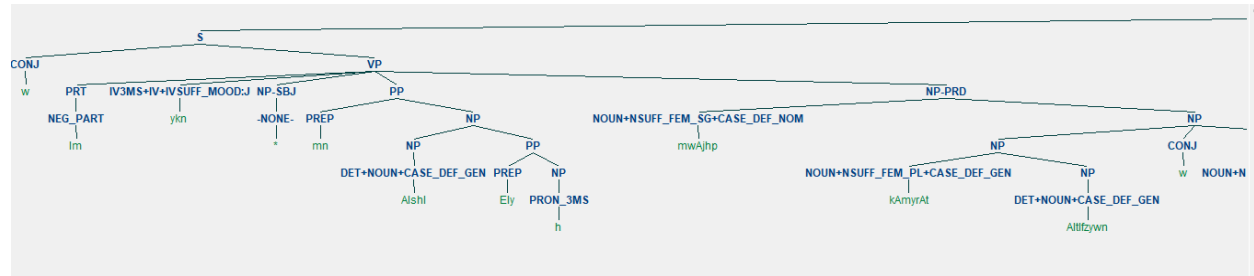 S
CONJ VP
w PRT IV3MS+IV+IVSUFF_MOOD:J NP-SBJ PP NP-PRD
NEG_PART ykn -NONE- PREP NP NOUN+NSUFF_FEM_SG+CASE_DEF_NOM NP
lm * mn NP PP mwAjhp NP CONJ
DET+NOUN+CASE_DEF_GEN PREP NP NOUN+NSUFF_FEM_PL+CASE_DEF_GEN NP w NOUN+N
Alshl Ely PRON_3MS kAmyrAt DET+NOUN+CASE_DEF_GEN
h Altlfzywn